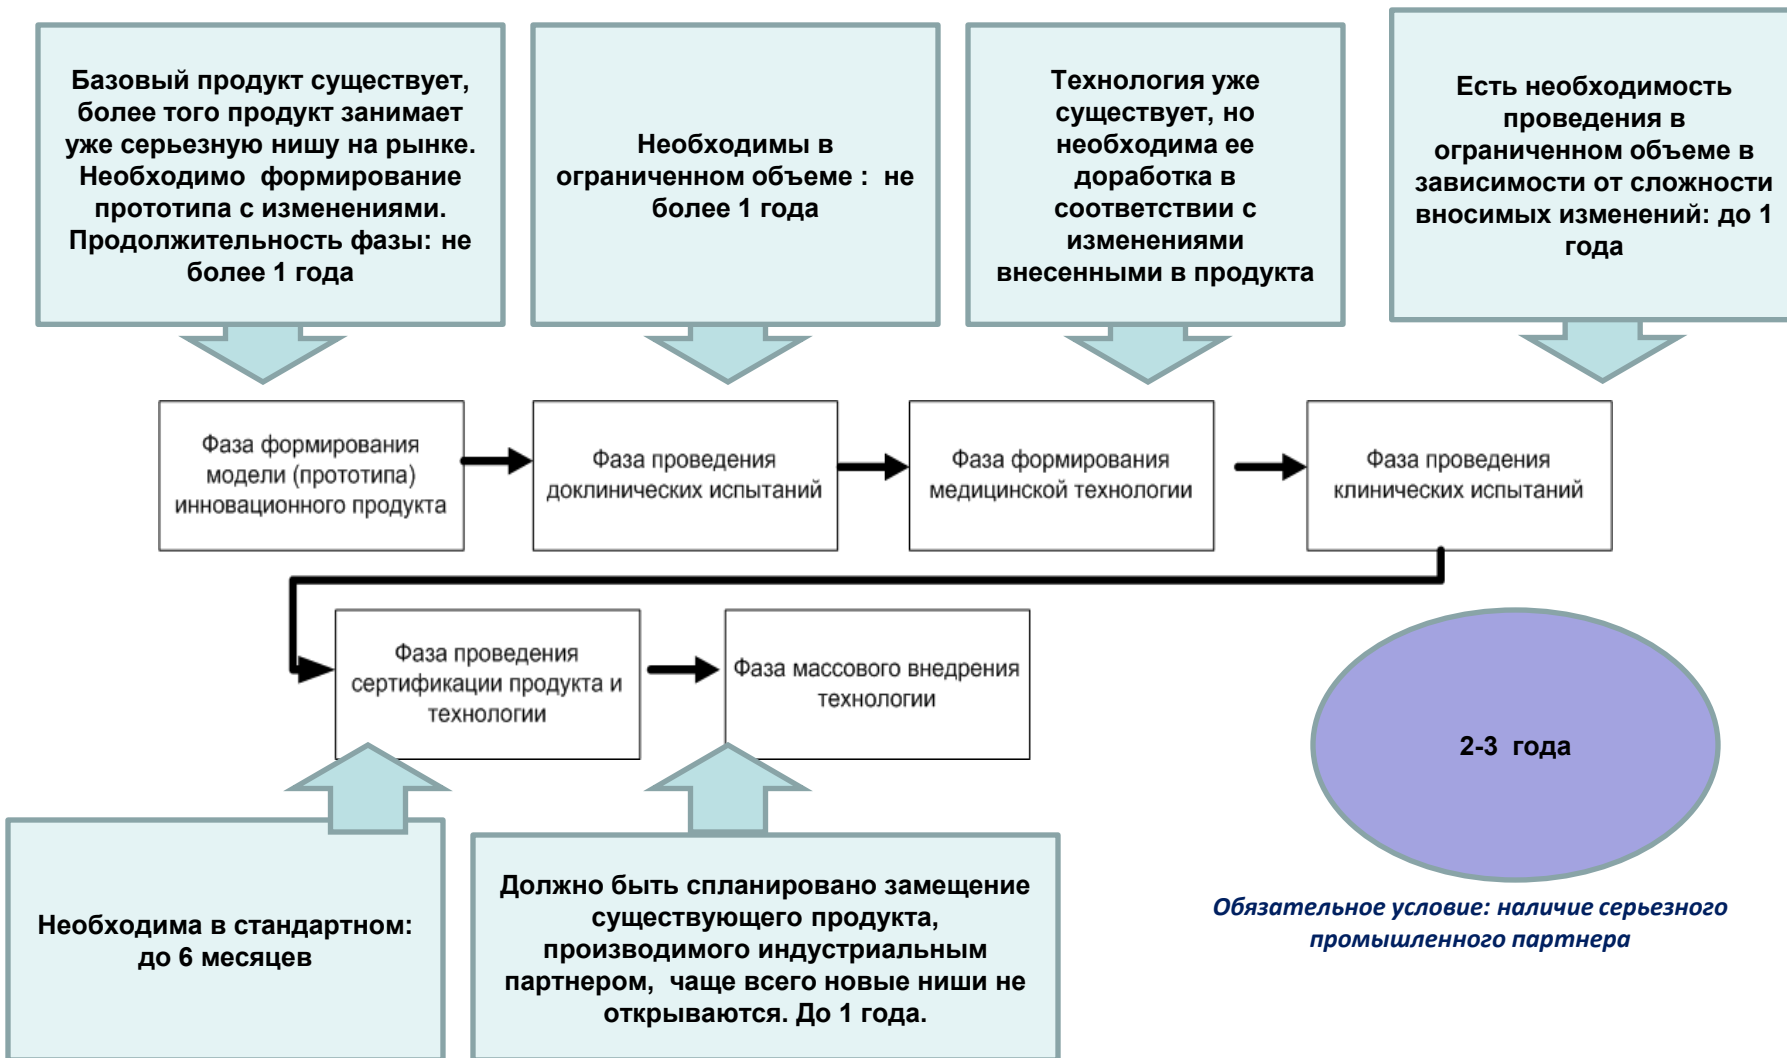 Базовый продукт существует,
более того продукт занимает
уже серьезную нишу на рынке.
Необходимо формирование
прототипа с изменениями.
Продолжительность фазы: не
более 1 года
Необходимы в
ограниченном объеме : не
более 1 года
Технология уже
существует, но
необходима ее
доработка в
соответствии с
изменениями
внесенными в продукта
Есть необходимость
проведения в
ограниченном объеме в
зависимости от сложности
вносимых изменений: до 1
года
Фаза формирования
модели (прототипа)
инновационного продукта
Фаза проведения
доклинических испытаний
Фаза формирования
медицинской технологии
Фаза проведения
клинических испытаний
Фаза проведения
сертификации продукта и
технологии
Фаза массового внедрения
технологии
2-3 года
Обязательное условие: наличие серьезного
промышленного партнера
Необходима в стандартном:
до 6 месяцев
Должно быть спланировано замещение
существующего продукта,
производимого индустриальным
партнером, чаще всего новые ниши не
открываются. До 1 года.